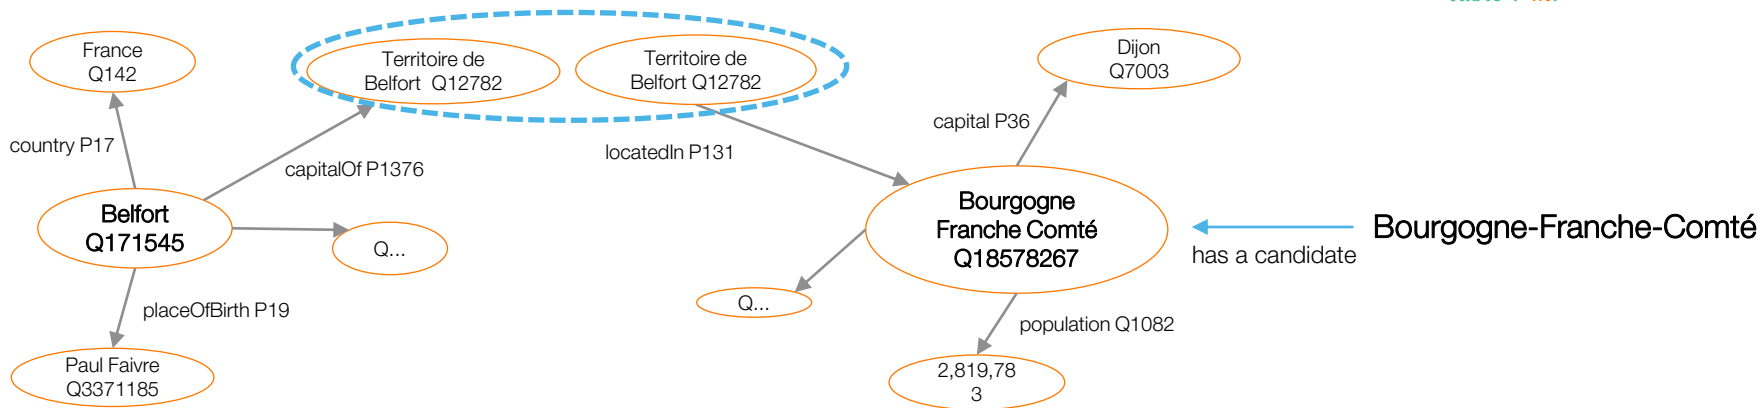 France
Q142
Territoire de
Belfort Q12782
Territoire de
Belfort Q12782
Dijon
Q7003
country P17
capitalOf P1376
locatedIn P131
capital P36
Belfort
Q171545
Q...
Bourgogne
Franche Comté
Q18578267
Bourgogne-Franche-Comté
has a candidate
Q...
placeOfBirth P19
population Q1082
Paul Faivre
Q3371185
2,819,78
3